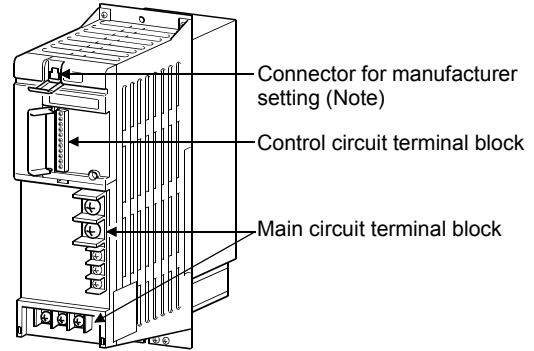 Connector for manufacturer
setting (Note)
Control circuit terminal block
Main circuit terminal block